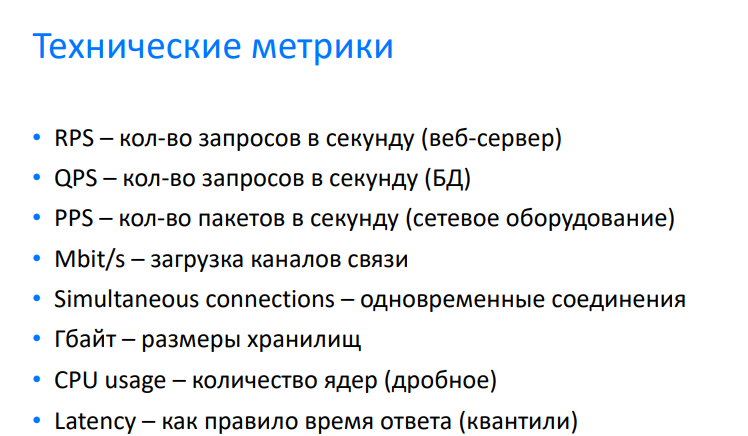 Технические метрики
• RPS – кол-во запросов в секунду (веб-сервер)
• QPS – кол-во запросов в секунду (БД)
• PPS – кол-во пакетов в секунду (сетевое оборудование)
• Mbit/s – загрузка каналов связи
• Simultaneous connections – одновременные соединения
• Гбайт – размеры хранилищ
• CPU usage – количество ядер (дробное)
• Latency – как правило время ответа (квантили)